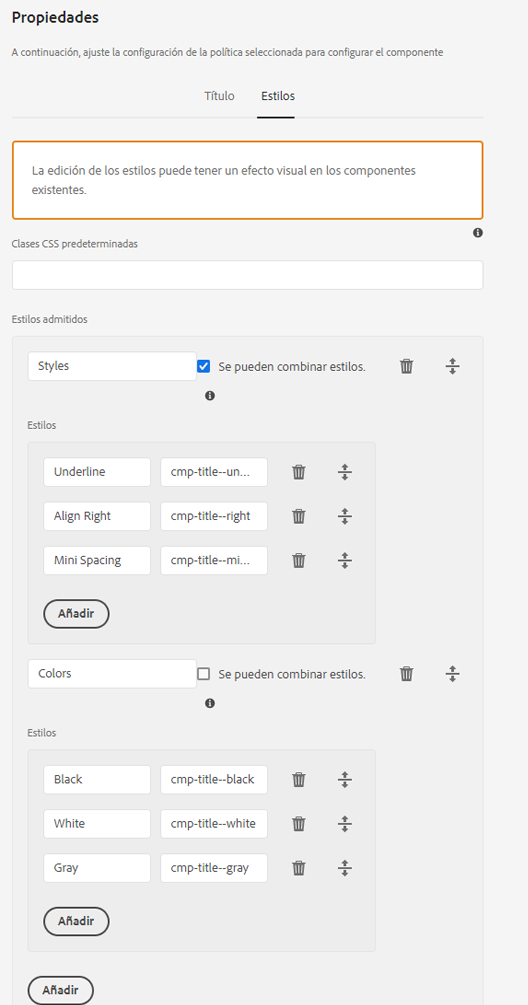 Propiedades
A continuación, ajuste la configuración de la política seleccionada para configurar el componente
Título Estilos
La edición de los estilos puede tener un efecto visual en los componentes
existentes.
Clases CSS predeterminadas
Estilos admitidos
Styles Se pueden combinar estilos.
Estilos
Underline cmp-title--un...
Align Right cmp-title--right
Mini Spacing cmp-title--mi...
Añadir
Colors Se pueden combinar estilos.
Estilos
Black cmp-title--black
White cmp-title--white
Gray cmp-title--gray
Añadir
Añadir